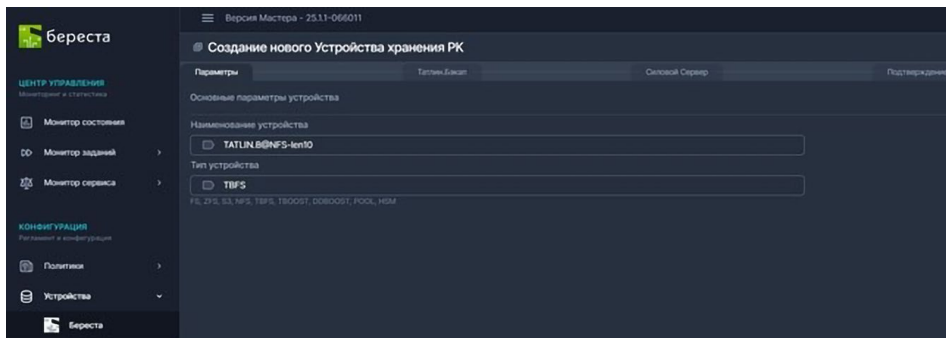 береста
Версия Мастера - 25.1.1-066011
Создание нового Устройства хранения РК
Параметры
Татлин.Бэкап
Силовой Сервер
Подтверждение
Основные параметры устройства
Наименование устройства
TATLIN.B@NFS-len10
Тип устройства
TBFS
FS, ZFS, S3, NFS, TBFS, TBOOST, DDBOOST, POOL, HSM
ЦЕНТР УПРАВЛЕНИЯ
Мониторинг и статистика
Монитор состояния
Монитор заданий
Монитор сервиса
КОНФИГУРАЦИЯ
Регламент и конфигурация
Политики
Устройства
Береста